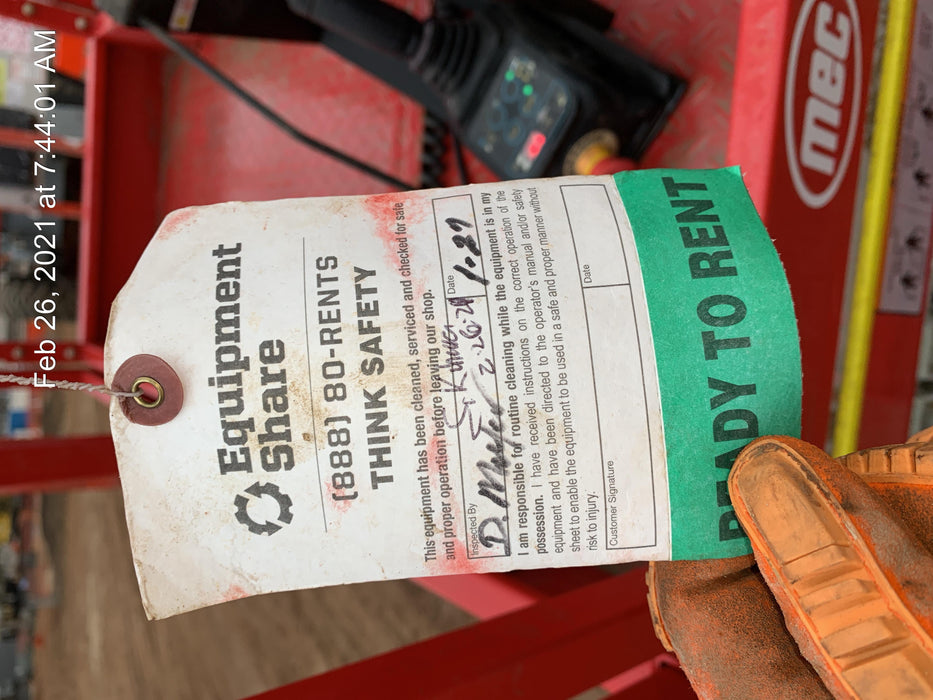 Feb 26, 2021 at 7:44:01 AM
mec
Equipment
Share
(888) 80-RENTS
THINK SAFETY
This equipment has been cleaned, serviced and checked for safe
and proper operation before leaving our shop.
Inspected By
Date
2-26-21
1-27
I am responsible for routine cleaning while the equipment is in my
possession. I have received instructions on the correct operation of the
equipment and have been directed to the operator's manual and/or safety
sheet to enable the equipment to be used in a safe and proper manner without
risk to injury.
Customer Signature
Date
READY TO RENT